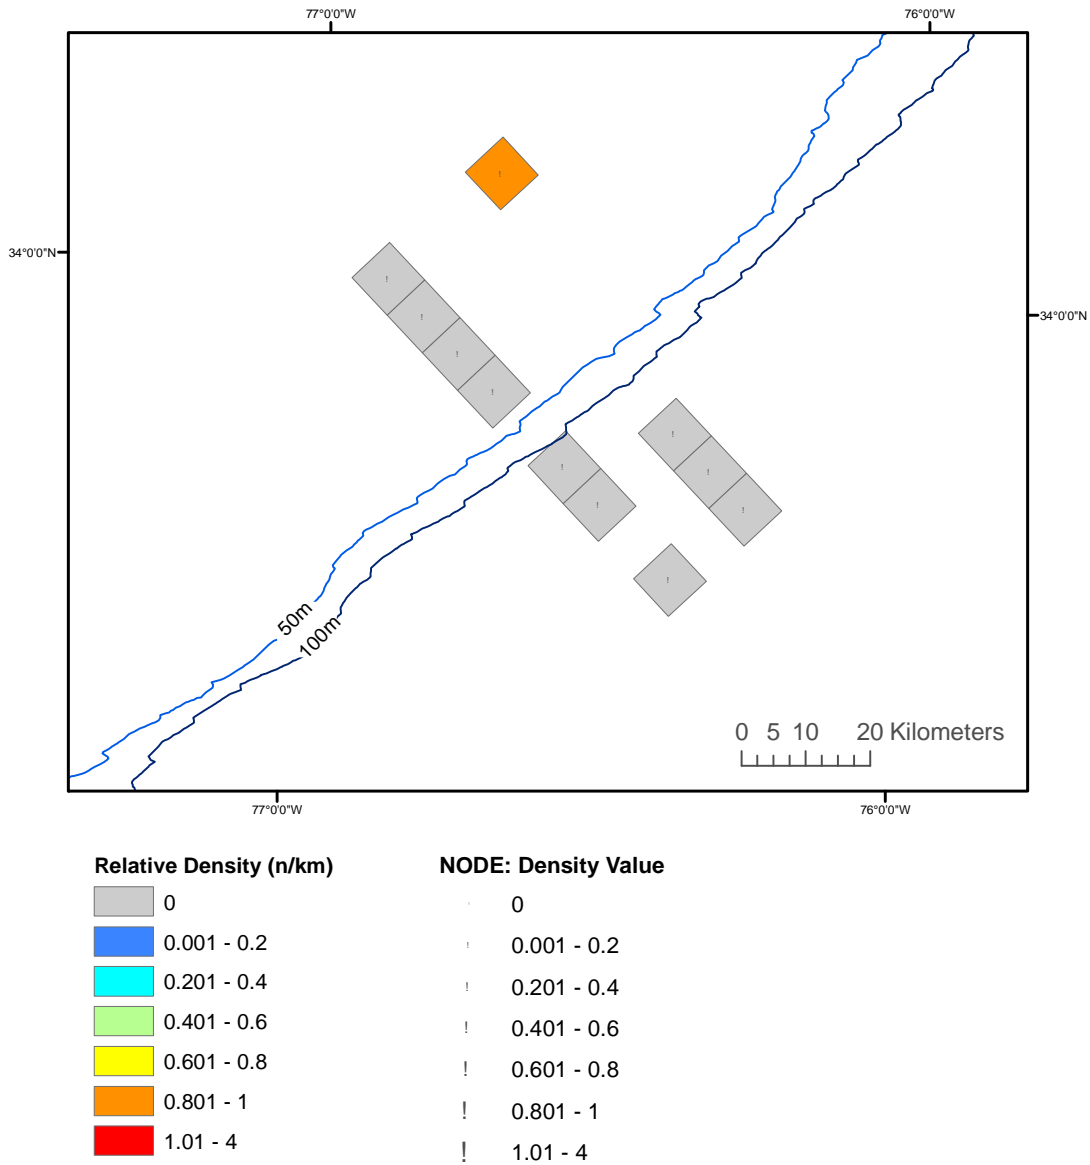 77°0'0"W 76°0'0"W
34°0'0"N
34°0'0"N
50m
100m
0 5 10 20 Kilometers
77°0'0"W 76°0'0"W
Relative Density (n/km) NODE: Density Value
0 ! 0
0.001 - 0.2 ! 0.001 - 0.2
0.201 - 0.4 ! 0.201 - 0.4
0.401 - 0.6 ! 0.401 - 0.6
0.601 - 0.8 ! 0.601 - 0.8
0.801 - 1 ! 0.801 - 1
1.01 - 4 ! 1.01 - 4